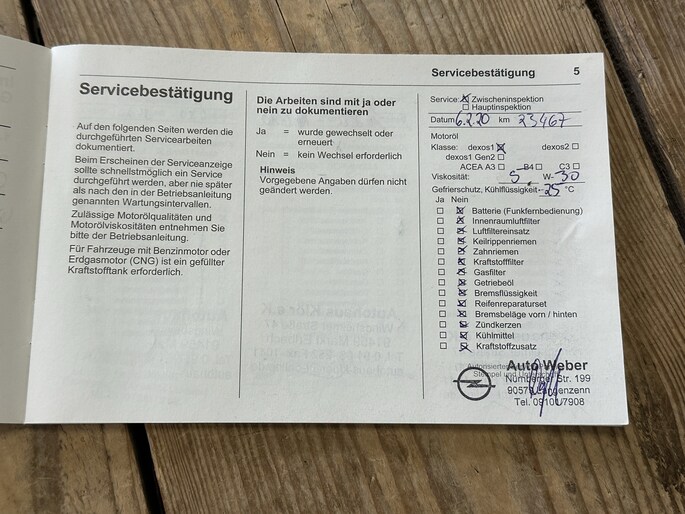 Servicebestätigung 5
Servicebestätigung
Auf den folgenden Seiten werden die
durchgeführten Servicearbeiten
dokumentiert.
Beim Erscheinen der Serviceanzeige
sollte schnellstmöglich ein Service
durchgeführt werden, aber nie später
als nach den in der Betriebsanleitung
genannten Wartungsintervallen.
Zulässige Motorölqualitäten und
Motorölviskositäten entnehmen Sie
bitte der Betriebsanleitung.
Für Fahrzeuge mit Benzinmotor oder
Erdgasmotor (CNG) ist ein gefüllter
Kraftstofftank erforderlich.
Die Arbeiten sind mit ja oder
nein zu dokumentieren
Ja = wurde gewechselt oder
erneuert
Nein = kein Wechsel erforderlich
Hinweis
Vorgegebene Angaben dürfen nicht
geändert werden.
Service: ☒ Zwischeninspektion
☐ Hauptinspektion
Datum 6.2.20 km 23467
Motoröl
Klasse: dexos1 ☒ dexos2 ☐
dexos1 Gen2 ☐
ACEA A3 ☐ B4 ☐ C3 ☐
Viskosität: 5 W- 30
Gefrierschutz, Kühlflüssigkeit -25 °C
Ja Nein
☐ ☒ Batterie (Funkfernbedienung)
☐ ☒ Innenraumluftfilter
☐ ☒ Luftfiltereinsatz
☐ ☒ Keilrippenriemen
☐ ☒ Zahnriemen
☐ ☒ Kraftstofffilter
☐ ☒ Gasfilter
☐ ☒ Getriebeöl
☐ ☒ Bremsflüssigkeit
☐ ☒ Reifenreparaturset
☐ ☒ Bremsbeläge vorn / hinten
☐ ☒ Zündkerzen
☐ ☒ Kühlmittel
☐ ☒ Kraftstoffzusatz
Auto Weber
Stempel und
Nürnberger Str. 199
Tel.